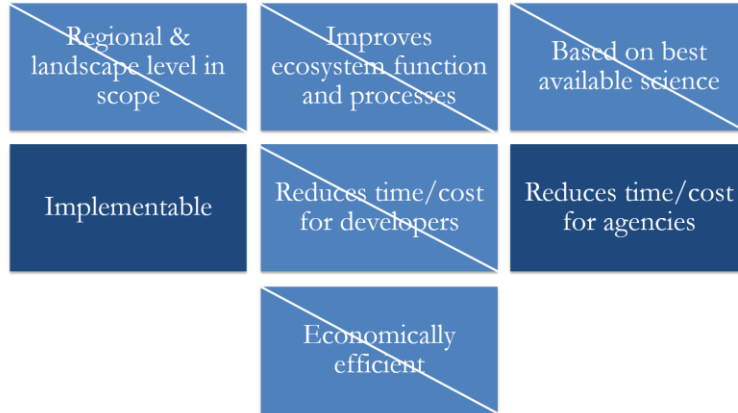 Regional &
landscape level in
scope
Improves
ecosystem function
and processes
Based on best
available science
Implementable
Reduces time/cost
for developers
Reduces time/cost
for agencies
Economically
efficient